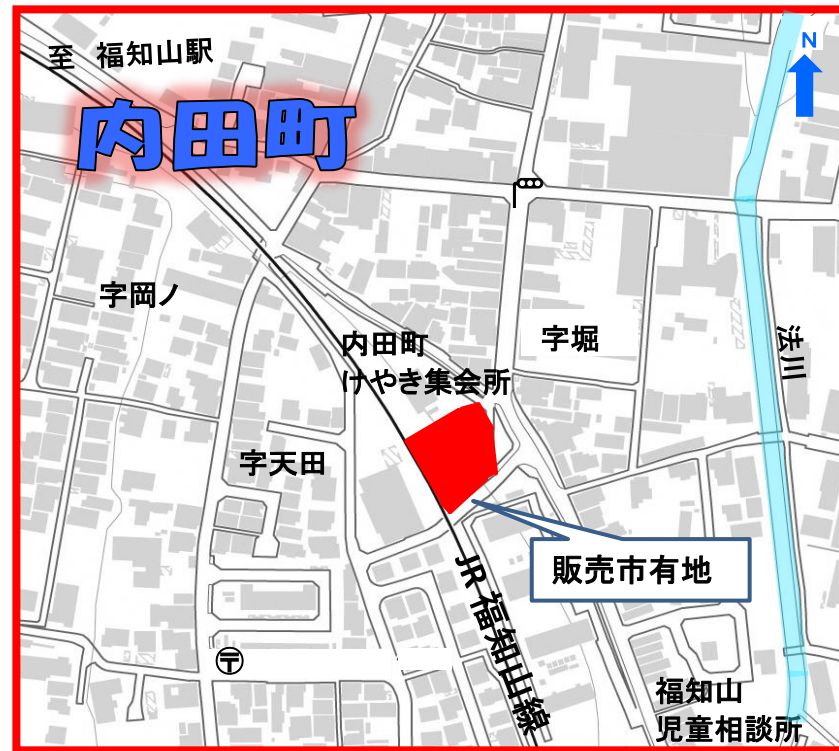 至 福知山駅
N
内田町
字岡ノ
内田町
けやき集会所
字堀
法川
字天田
販売市有地
JR福知山線
〒
福知山
児童相談所